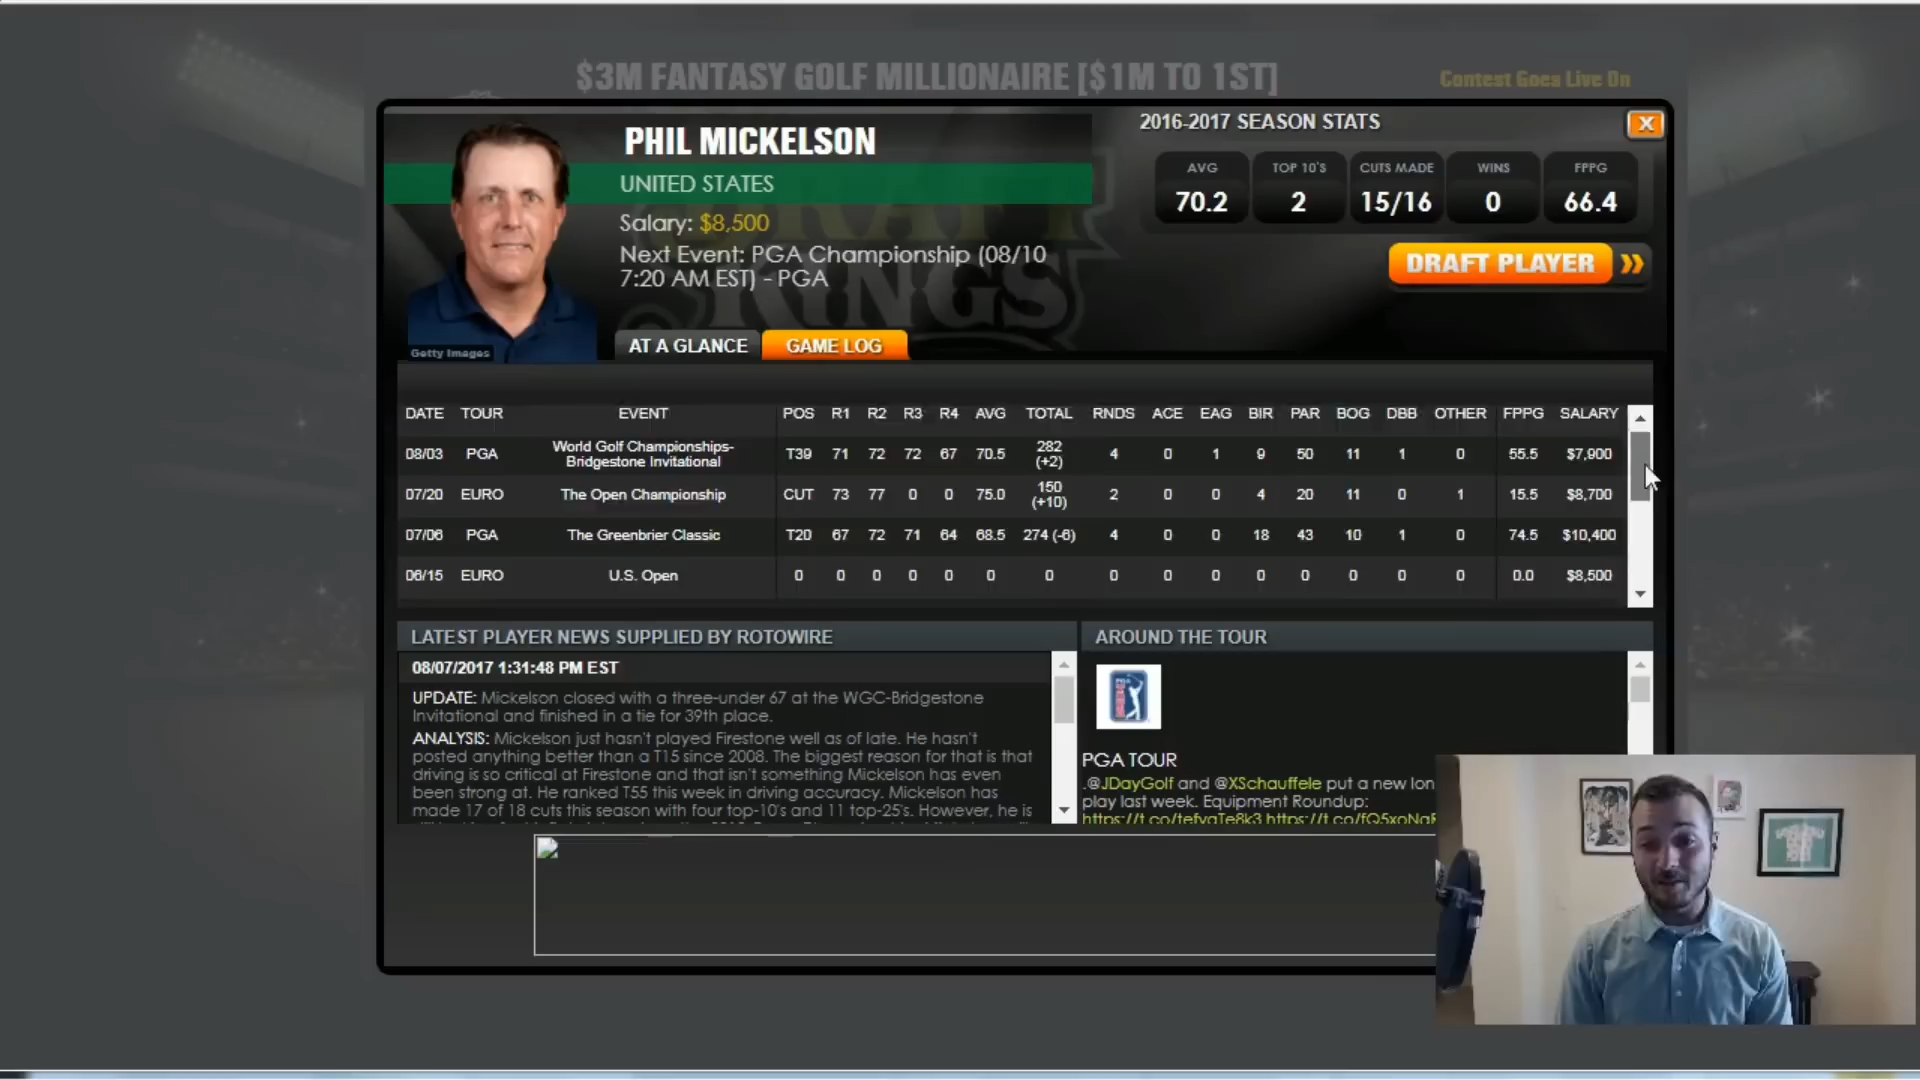 $3M FANTASY GOLF MILLIONAIRE [$1M TO 1ST]
Contest Goes Live On
PHIL MICKELSON
UNITED STATES
Salary: $8,500
Next Event: PGA Championship (08/10
7:20 AM EST) - PGA
Getty Images
2016-2017 SEASON STATS
X
AVG TOP 10'S CUTS MADE WINS FPPG
70.2 2 15/16 0 66.4
DRAFT PLAYER
DRAFT
KINGS
AT A GLANCE GAME LOG
DATE TOUR EVENT POS R1 R2 R3 R4 AVG TOTAL RNDS ACE EAG BIR PAR BOG DBB OTHER FPPG SALARY
08/03 PGA World Golf Championships-
Bridgestone Invitational T39 71 72 72 67 70.5 282
(+2) 4 0 1 9 50 11 1 0 55.5 $7,900
07/20 EURO The Open Championship CUT 73 77 0 0 75.0 150
(+10) 2 0 0 4 20 11 0 1 15.5 $8,700
07/06 PGA The Greenbrier Classic T20 67 72 71 64 68.5 274 (-6) 4 0 0 18 43 10 1 0 74.5 $10,400
06/15 EURO U.S. Open 0 0 0 0 0 0 0 0 0 0 0 0 0 0 0.0 $8,500
LATEST PLAYER NEWS SUPPLIED BY ROTOWIRE
08/07/2017 1:31:48 PM EST
UPDATE: Mickelson closed with a three-under 67 at the WGC-Bridgestone
Invitational and finished in a tie for 39th place.
ANALYSIS: Mickelson just hasn't played Firestone well as of late. He hasn't
posted anything better than a T15 since 2008. The biggest reason for that is that
driving is so critical at Firestone and that isn't something Mickelson has even
been strong at. He ranked T55 this week in driving accuracy. Mickelson has
made 17 of 18 cuts this season with four top-10's and 11 top-25's. However, he is
AROUND THE TOUR
PGA TOUR
.@JDayGolf and @XSchauffele put a new lon
play last week. Equipment Roundup: